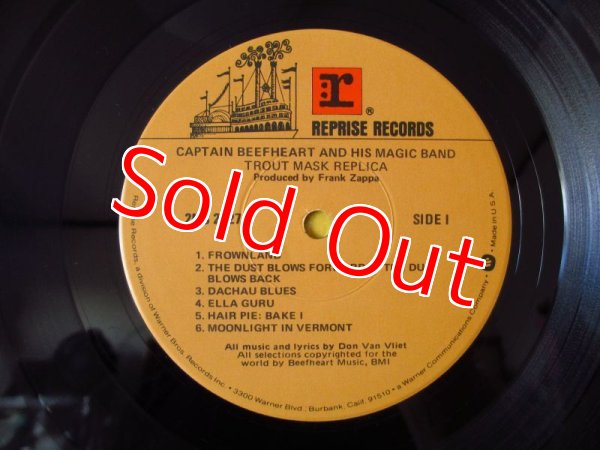 r
®
REPRISE RECORDS
CAPTAIN BEEFHEART AND HIS MAGIC BAND
TROUT MASK REPLICA
Produced by Frank Zappa
SIDE I
Sold Out
1. FROWNLAND
2. THE DUST BLOWS
BLOWS BACK
3. DACHAU BLUES
4. ELLA GURU
5. HAIR PIE: BAKE I
6. MOONLIGHT IN VERMONT
All music and lyrics by Don Van Vliet
All selections copyrighted for the
world by Beefheart Music, BMI
Records, a division of Warner Bros. Records Inc. • 3300 Warner Blvd., Burbank, Calif. 91510 • a Warner Communications Company • Made in U.S.A.